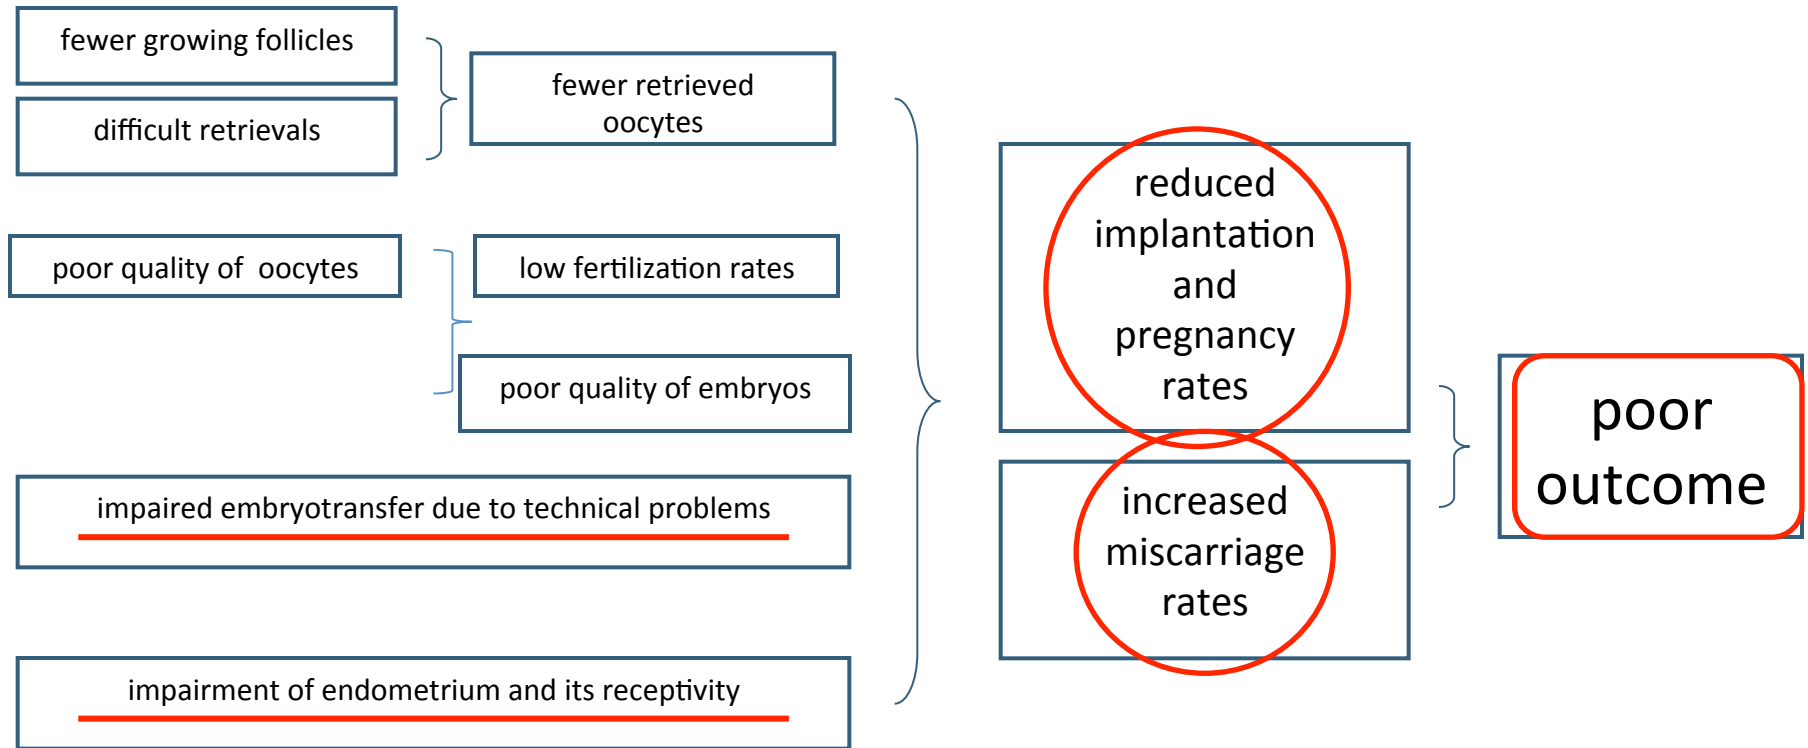 fewer growing follicles
difficult retrievals
fewer retrieved
oocytes
poor quality of oocytes
low fertilization rates
poor quality of embryos
impaired embryotransfer due to technical problems
impairment of endometrium and its receptivity
reduced
implantation
and
pregnancy
rates
increased
miscarriage
rates
poor
outcome